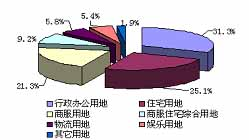 5.8%
5.4%
1.9%
9.2%
31.3%
21.3%
25.1%
行政办公用地 住宅用地
商服用地 商服住宅综合用地
物流用地 娱乐用地
其它用地